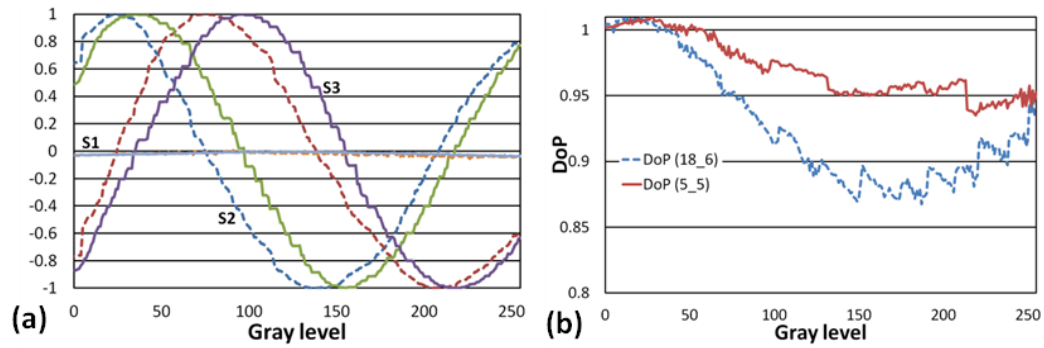 1
0.8
0.6
0.4
0.2
0
-0.2
-0.4
-0.6
-0.8
-1
S1
S2
S3
0 50 100 150 200 250
Gray level
(a)
1
0.95
0.9
0.85
0.8
DoP
DoP (18_6)
DoP (5_5)
0 50 100 150 200 250
Gray level
(b)